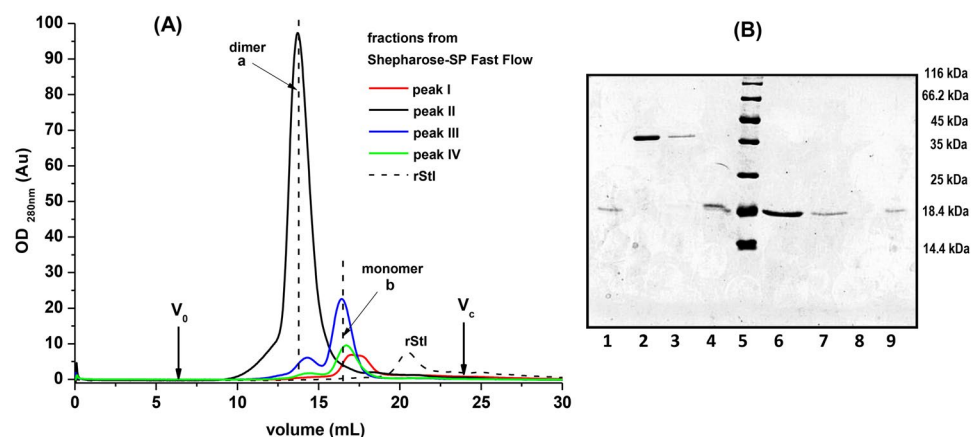 (A)
OD 280nm (Au)
100
90
80
70
60
50
40
30
20
10
0
0
5
10
15
20
25
30
volume (mL)
V0
dimer
a
fractions from
Shepharose-SP Fast Flow
peak I
peak II
peak III
peak IV
rStI
monomer
b
rStI
Vc
(B)
116 kDa
66.2 kDa
45 kDa
35 kDa
25 kDa
18.4 kDa
14.4 kDa
1 2 3 4 5 6 7 8 9